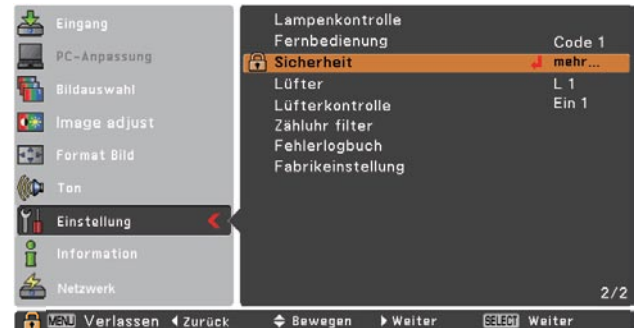 Eingang
PC-Anpassung
Bildauswahl
Image adjust
Format Bild
Ton
Einstellung
Information
Netzwerk
Lampenkontrolle
Fernbedienung Code 1
Sicherheit mehr...
Lüfter L 1
Lüfterkontrolle Ein 1
Zähluhr filter
Fehlerlogbuch
Fabrikeinstellung
2/2
MENU Verlassen Zurück Bewegen Weiter SELECT Weiter